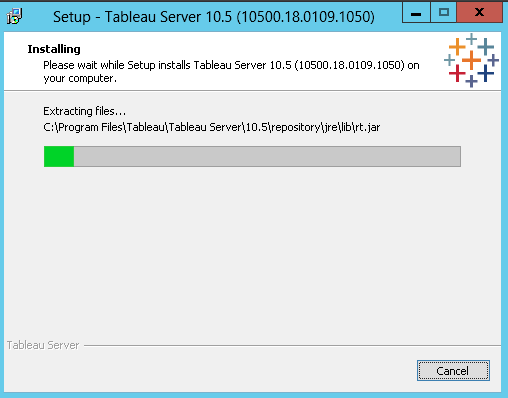 Setup - Tableau Server 10.5 (10500.18.0109.1050)
Installing
Please wait while Setup installs Tableau Server 10.5 (10500.18.0109.1050) on
your computer.
Extracting files...
C:\Program Files\Tableau\Tableau Server\10.5\repository\jre\lib\rt.jar
Tableau Server
Cancel